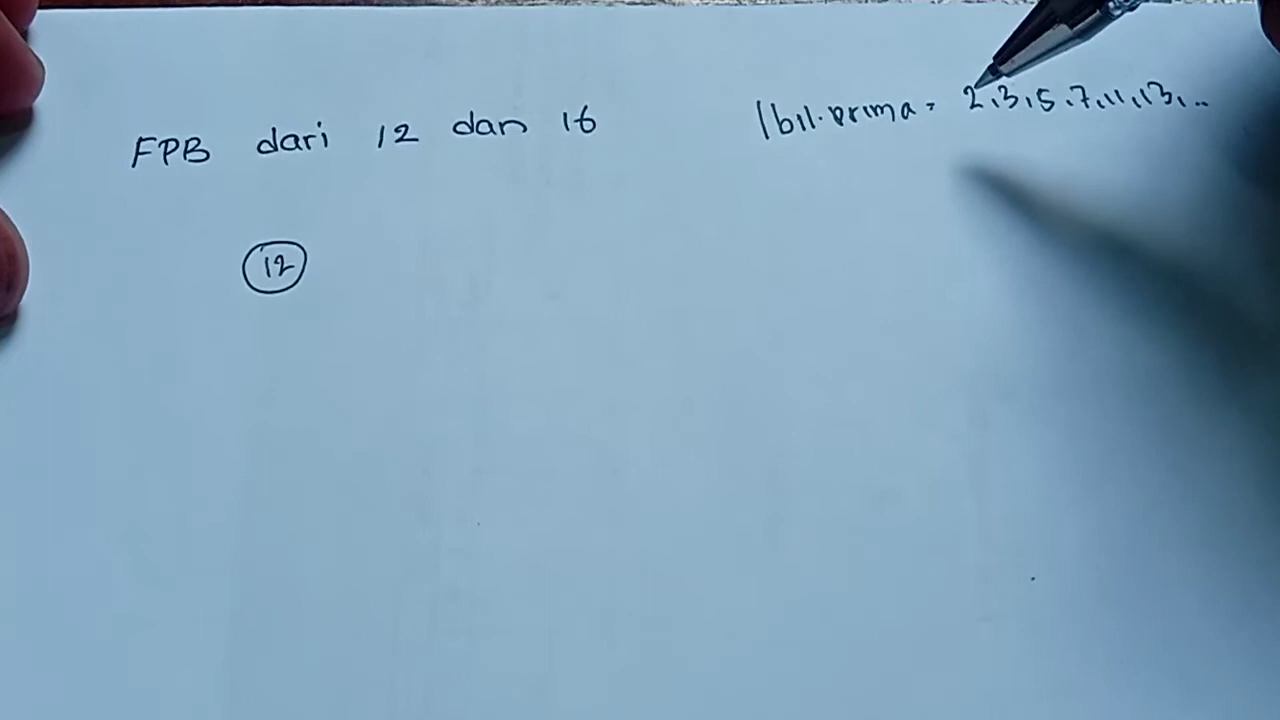 FPB dari 12 dan 16
|bil.prima = 2,3,5,7,11,13,..
12